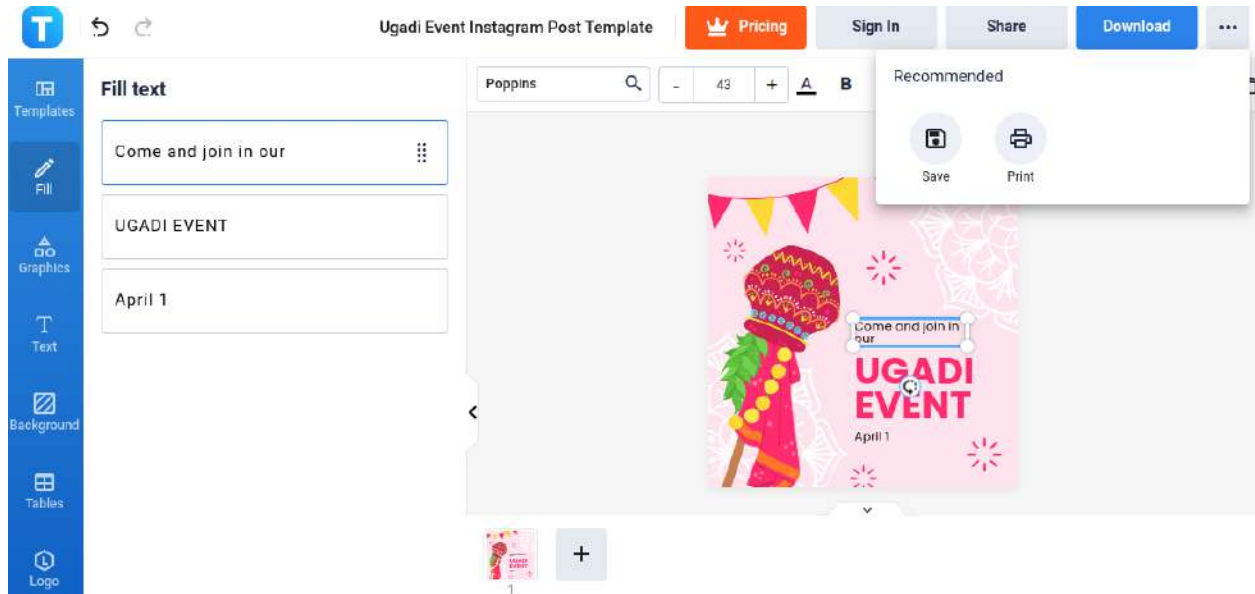 T
Ugadi Event Instagram Post Template
Pricing
Sign In
Share
Download
Templates
Fill
Graphics
Text
Background
Tables
Logo
Fill text
Come and join in our
UGADI EVENT
April 1
Poppins
- 43 + A B
Recommended
Save
Print
Come and join in
our
UGADI
EVENT
April 1
UGADI
EVENT
1